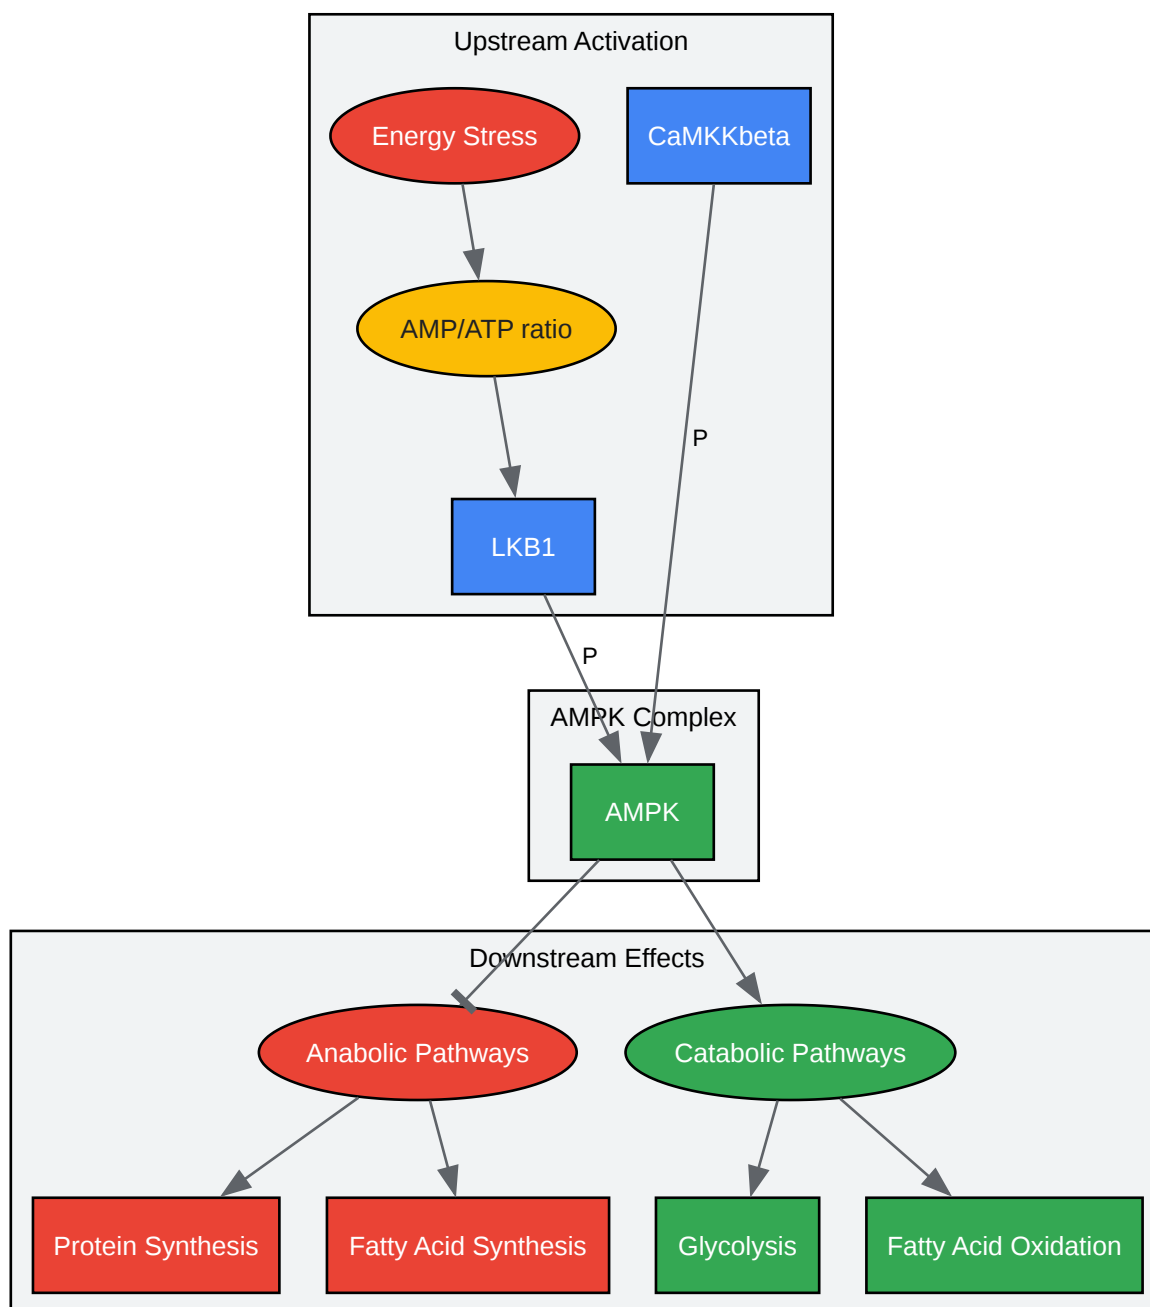 Upstream Activation
Energy Stress
CaMKKbeta
AMP/ATP ratio
P
LKB1
P
AMPK Complex
AMPK
Downstream Effects
Anabolic Pathways
Catabolic Pathways
Protein Synthesis
Fatty Acid Synthesis
Glycolysis
Fatty Acid Oxidation